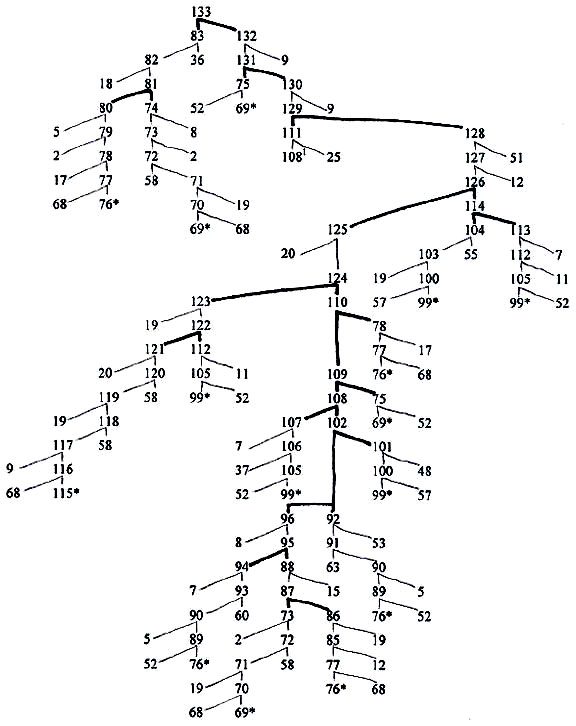 133
83 132
82 36 131 9
18 81 75 130
80 74 52 69* 129 9
5 79 73 8 111 128
2 78 72 2 108 25 127 51
17 77 58 71 126 12
68 76* 70 19 114
69* 68 125 104 113
20 103 55 112 7
124 19 100 105 11
123 110 57 99* 99* 52
19 122 78
121 112 77 17
20 120 105 11 109 76* 68
119 58 99* 52 108 75
19 118 107 102 69* 52
117 58 7 106 101
9 116 37 105 100 48
68 115* 52 99* 99* 57
96 92
8 95 91 53
94 88 63 90
7 93 87 15 89 5
90 60 73 86 76* 52
5 89 2 72 85 19
52 76* 71 58 77 12
19 70 76* 68
68 69*